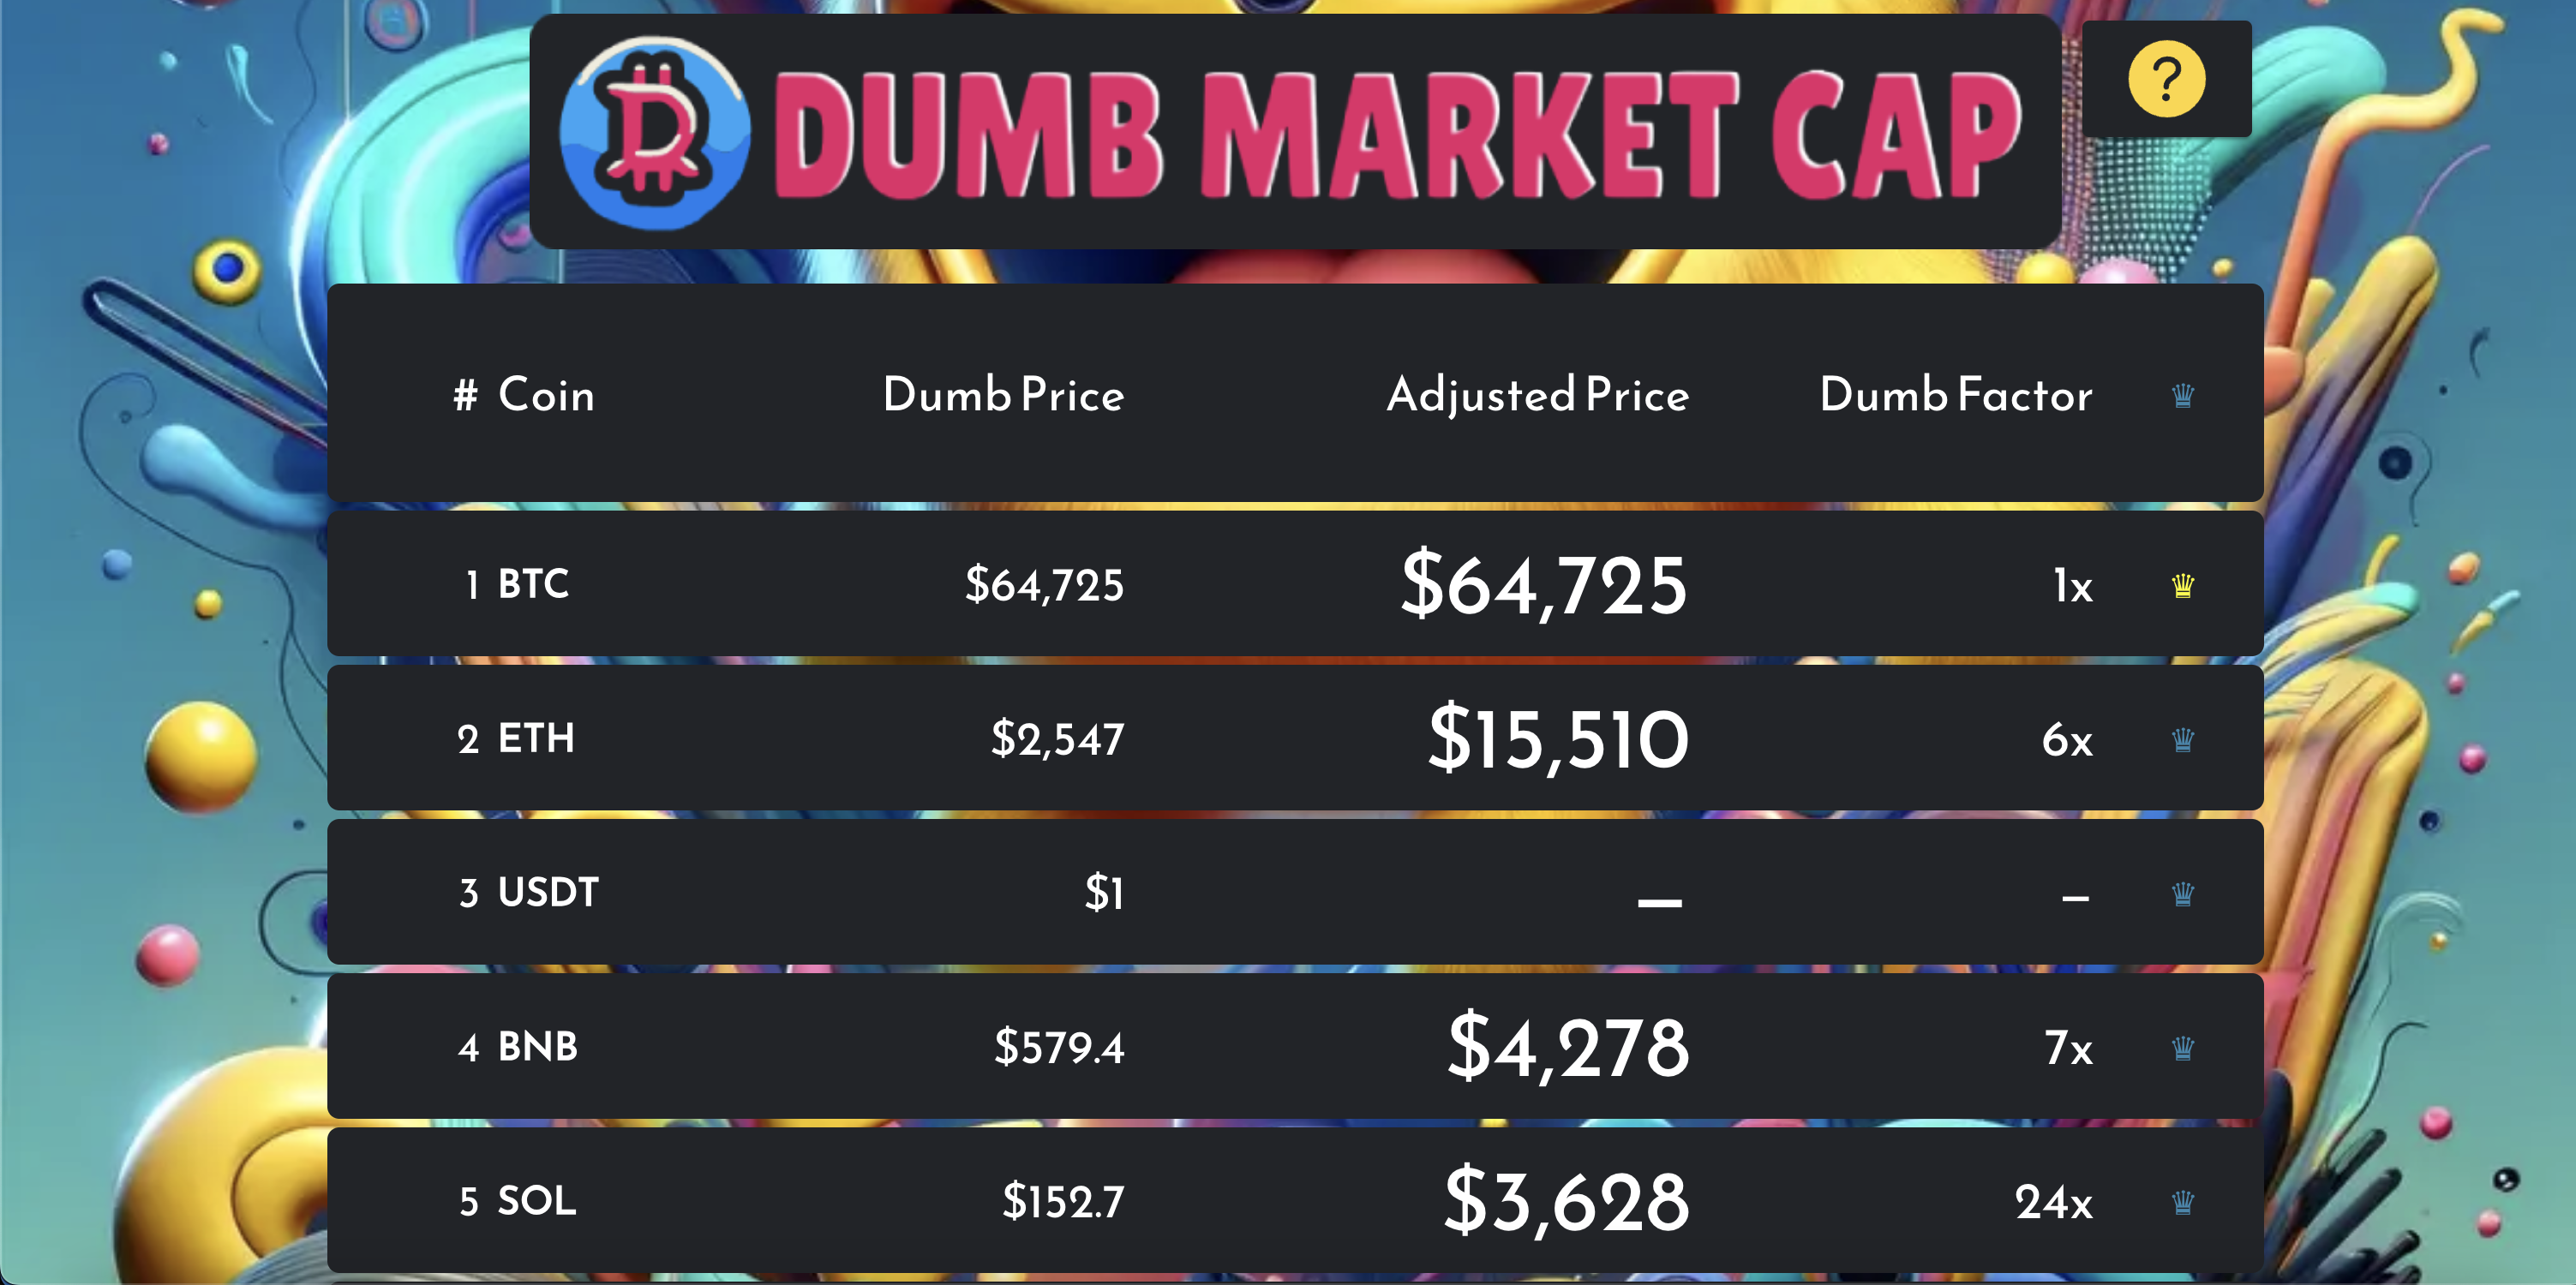 DUMB MARKET CAP
?
# Coin Dumb Price Adjusted Price Dumb Factor ♛
1 BTC $64,725 $64,725 1x ♛
2 ETH $2,547 $15,510 6x ♛
3 USDT $1 – – ♛
4 BNB $579.4 $4,278 7x ♛
5 SOL $152.7 $3,628 24x ♛